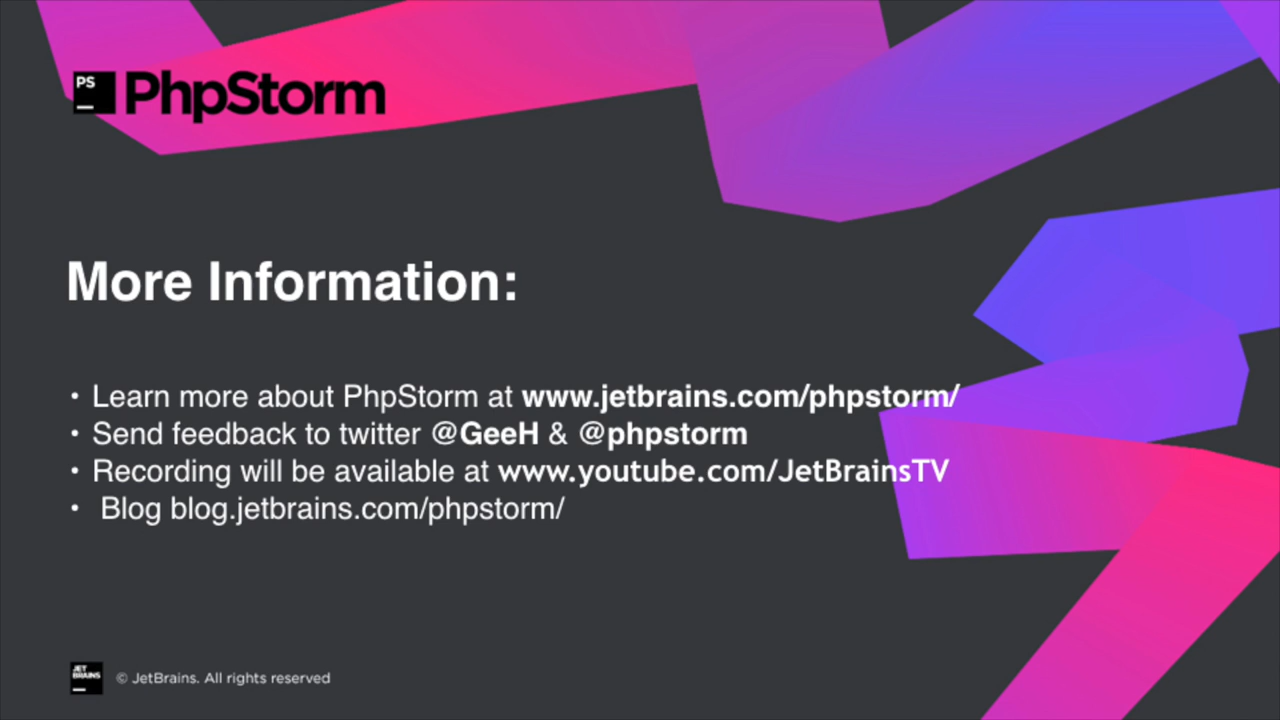 PS
PhpStorm
More Information:
• Learn more about PhpStorm at www.jetbrains.com/phpstorm/
• Send feedback to twitter @GeeH & @phpstorm
• Recording will be available at www.youtube.com/JetBrainsTV
• Blog blog.jetbrains.com/phpstorm/
JET
BRAINS
© JetBrains. All rights reserved